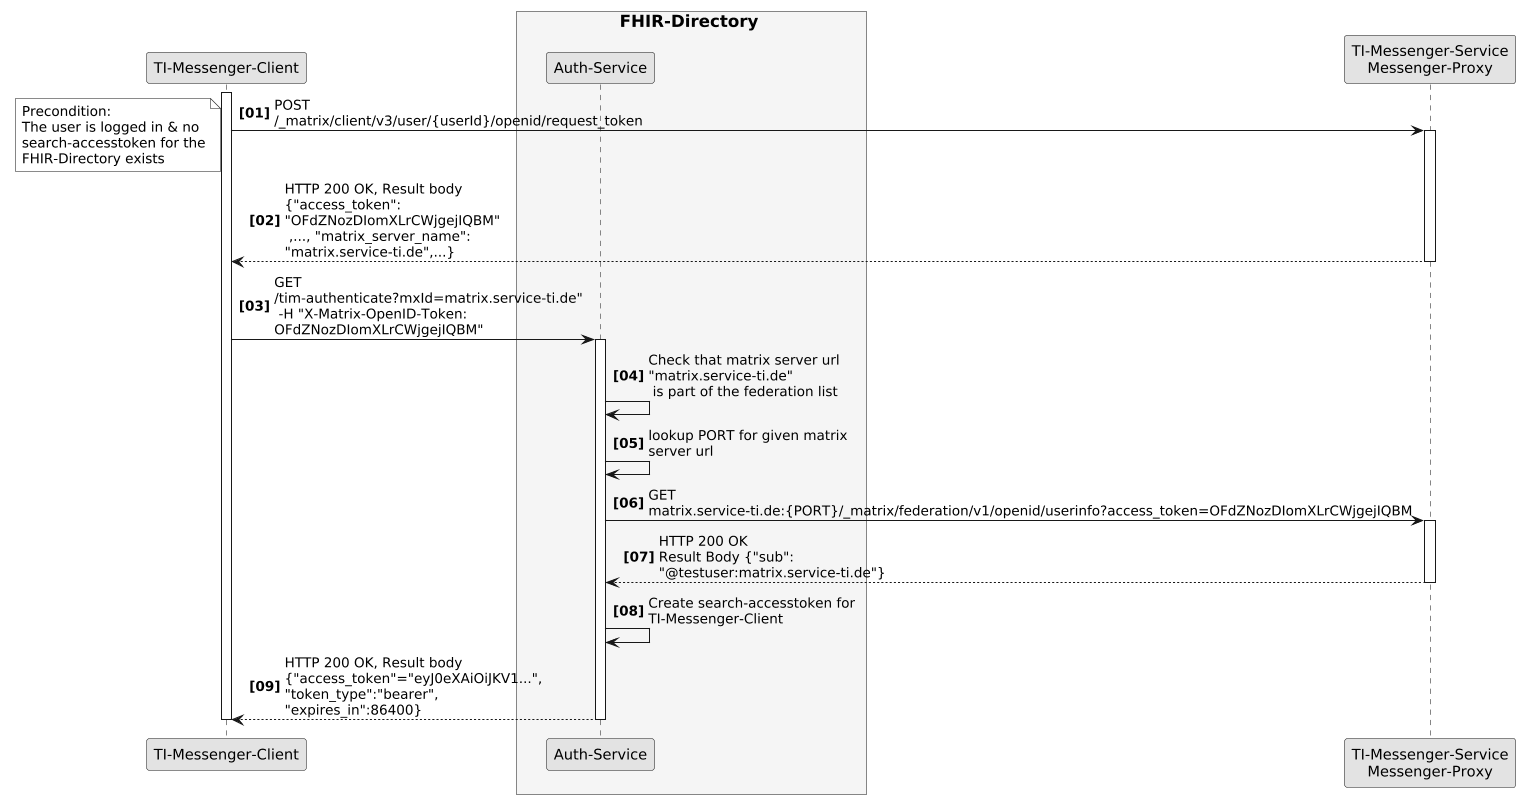 FHIR-Directory
TI-Messenger-Client
Auth-Service
TI-Messenger-Service
Messenger-Proxy
Precondition:
The user is logged in & no
search-accesstoken for the
FHIR-Directory exists
[01] POST
/_matrix/client/v3/user/{userId}/openid/request_token
HTTP 200 OK, Result body
{"access_token":
[02] "OFdZNozDIomXLrCWjgejIQBM"
,..., "matrix_server_name":
"matrix.service-ti.de",...}
GET
[03] /tim-authenticate?mxId=matrix.service-ti.de"
-H "X-Matrix-OpenID-Token:
OFdZNozDIomXLrCWjgejIQBM"
Check that matrix server url
[04] "matrix.service-ti.de"
is part of the federation list
[05] lookup PORT for given matrix
server url
[06] GET
matrix.service-ti.de:{PORT}/_matrix/federation/v1/openid/userinfo?access_token=OFdZNozDIomXLrCWjgejIQBM
HTTP 200 OK
[07] Result Body {"sub":
"@testuser:matrix.service-ti.de"}
[08] Create search-accesstoken for
TI-Messenger-Client
HTTP 200 OK, Result body
{"access_token"="eyJ0eXAiOiJKV1...",
[09] "token_type":"bearer",
"expires_in":86400}
TI-Messenger-Client
Auth-Service
TI-Messenger-Service
Messenger-Proxy